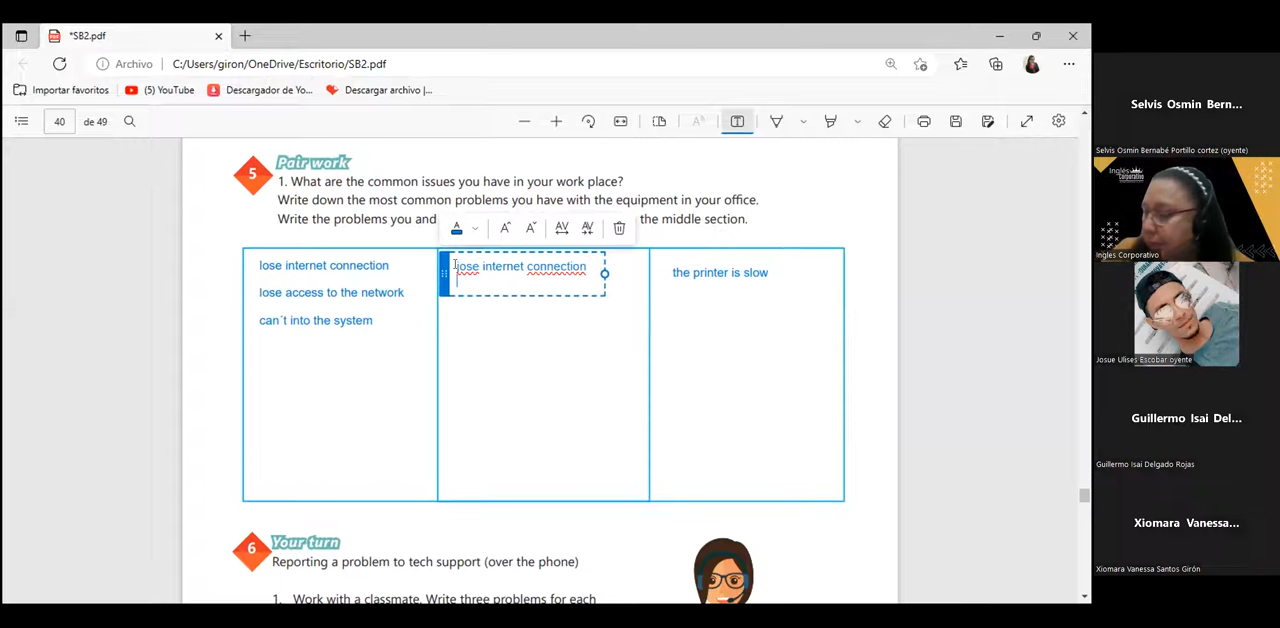 *SB2.pdf
Archivo
C:/Users/giron/OneDrive/Escritorio/SB2.pdf
Importar favoritos
(5) YouTube
Descargador de Yo...
Descargar archivo |...
40
de 49
5
Pair work
1. What are the common issues you have in your work place?
Write down the most common problems you have with the equipment in your office.
Write the problems you and
the middle section.
lose internet connection
lose access to the network
can´t into the system
lose internet connection
the printer is slow
6
Your turn
Reporting a problem to tech support (over the phone)
1. Work with a classmate. Write three problems for each
Selvis Osmin Bern...
Selvis Osmin Bernabé Portillo cortez (oyente)
Inglés
Corporativo
Ingles Corporativo
Josue Ulises Escobar oyente
Guillermo Isai Del...
Guillermo Isai Delgado Rojas
Xiomara Vanessa...
Xiomara Vanessa Santos Girón